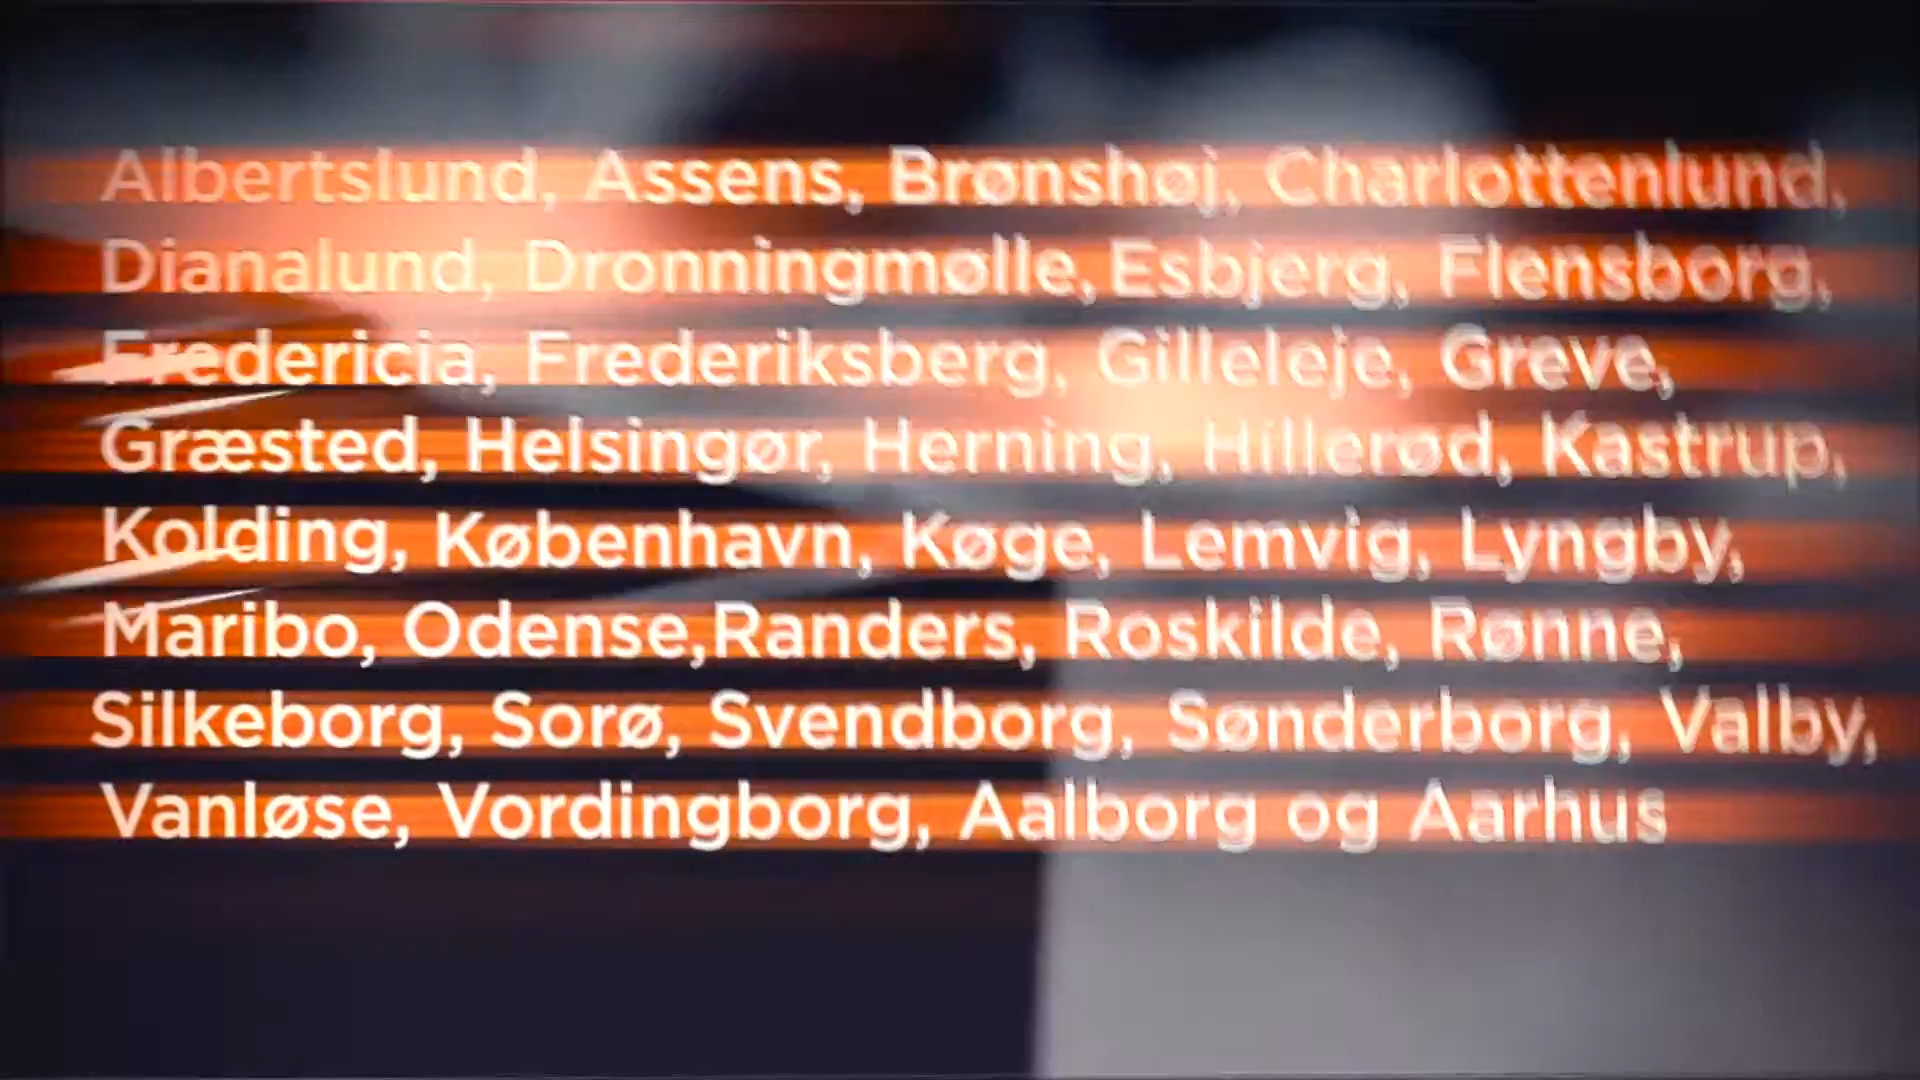 Albertslund, Assens, Brønshøj, Charlottenlund,
Dianalund, Dronningmølle, Esbjerg, Flensborg,
Fredericia, Frederiksberg, Gilleleje, Greve,
Græsted, Helsingør, Herning, Hillerød, Kastrup,
Kolding, København, Køge, Lemvig, Lyngby,
Maribo, Odense,Randers, Roskilde, Rønne,
Silkeborg, Sorø, Svendborg, Sønderborg, Valby,
Vanløse, Vordingborg, Aalborg og Aarhus